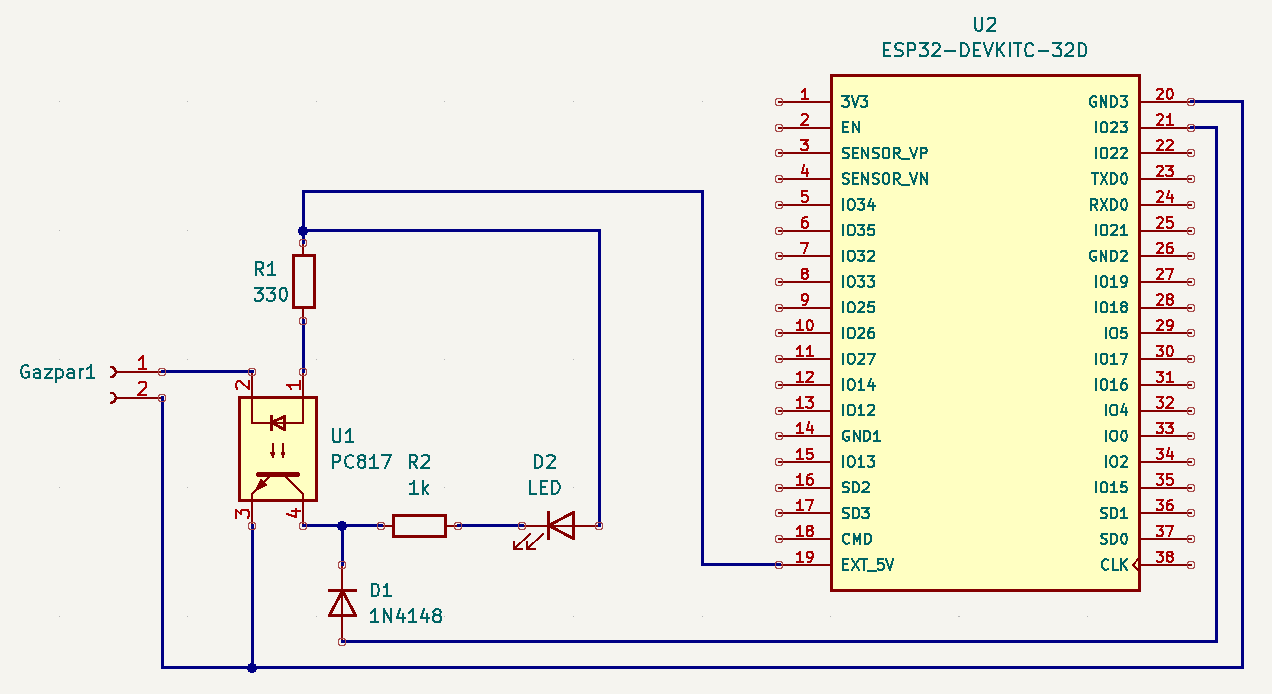 U2
ESP32-DEVKITC-32D
1 3V3 GND3 20
2 EN IO23 21
3 SENSOR_VP IO22 22
4 SENSOR_VN TXD0 23
5 IO34 RXD0 24
6 IO35 IO21 25
7 IO32 GND2 26
8 IO33 IO19 27
9 IO25 IO18 28
10 IO26 IO5 29
11 IO27 IO17 30
12 IO14 IO16 31
13 IO12 IO4 32
14 GND1 IO0 33
15 IO13 IO2 34
16 SD2 IO15 35
17 SD3 SD1 36
18 CMD SD0 37
19 EXT_5V CLK 38
R1
330
Gazpar1
1
2
2 1
U1
PC817
3 4
R2
1k
D2
LED
D1
1N4148